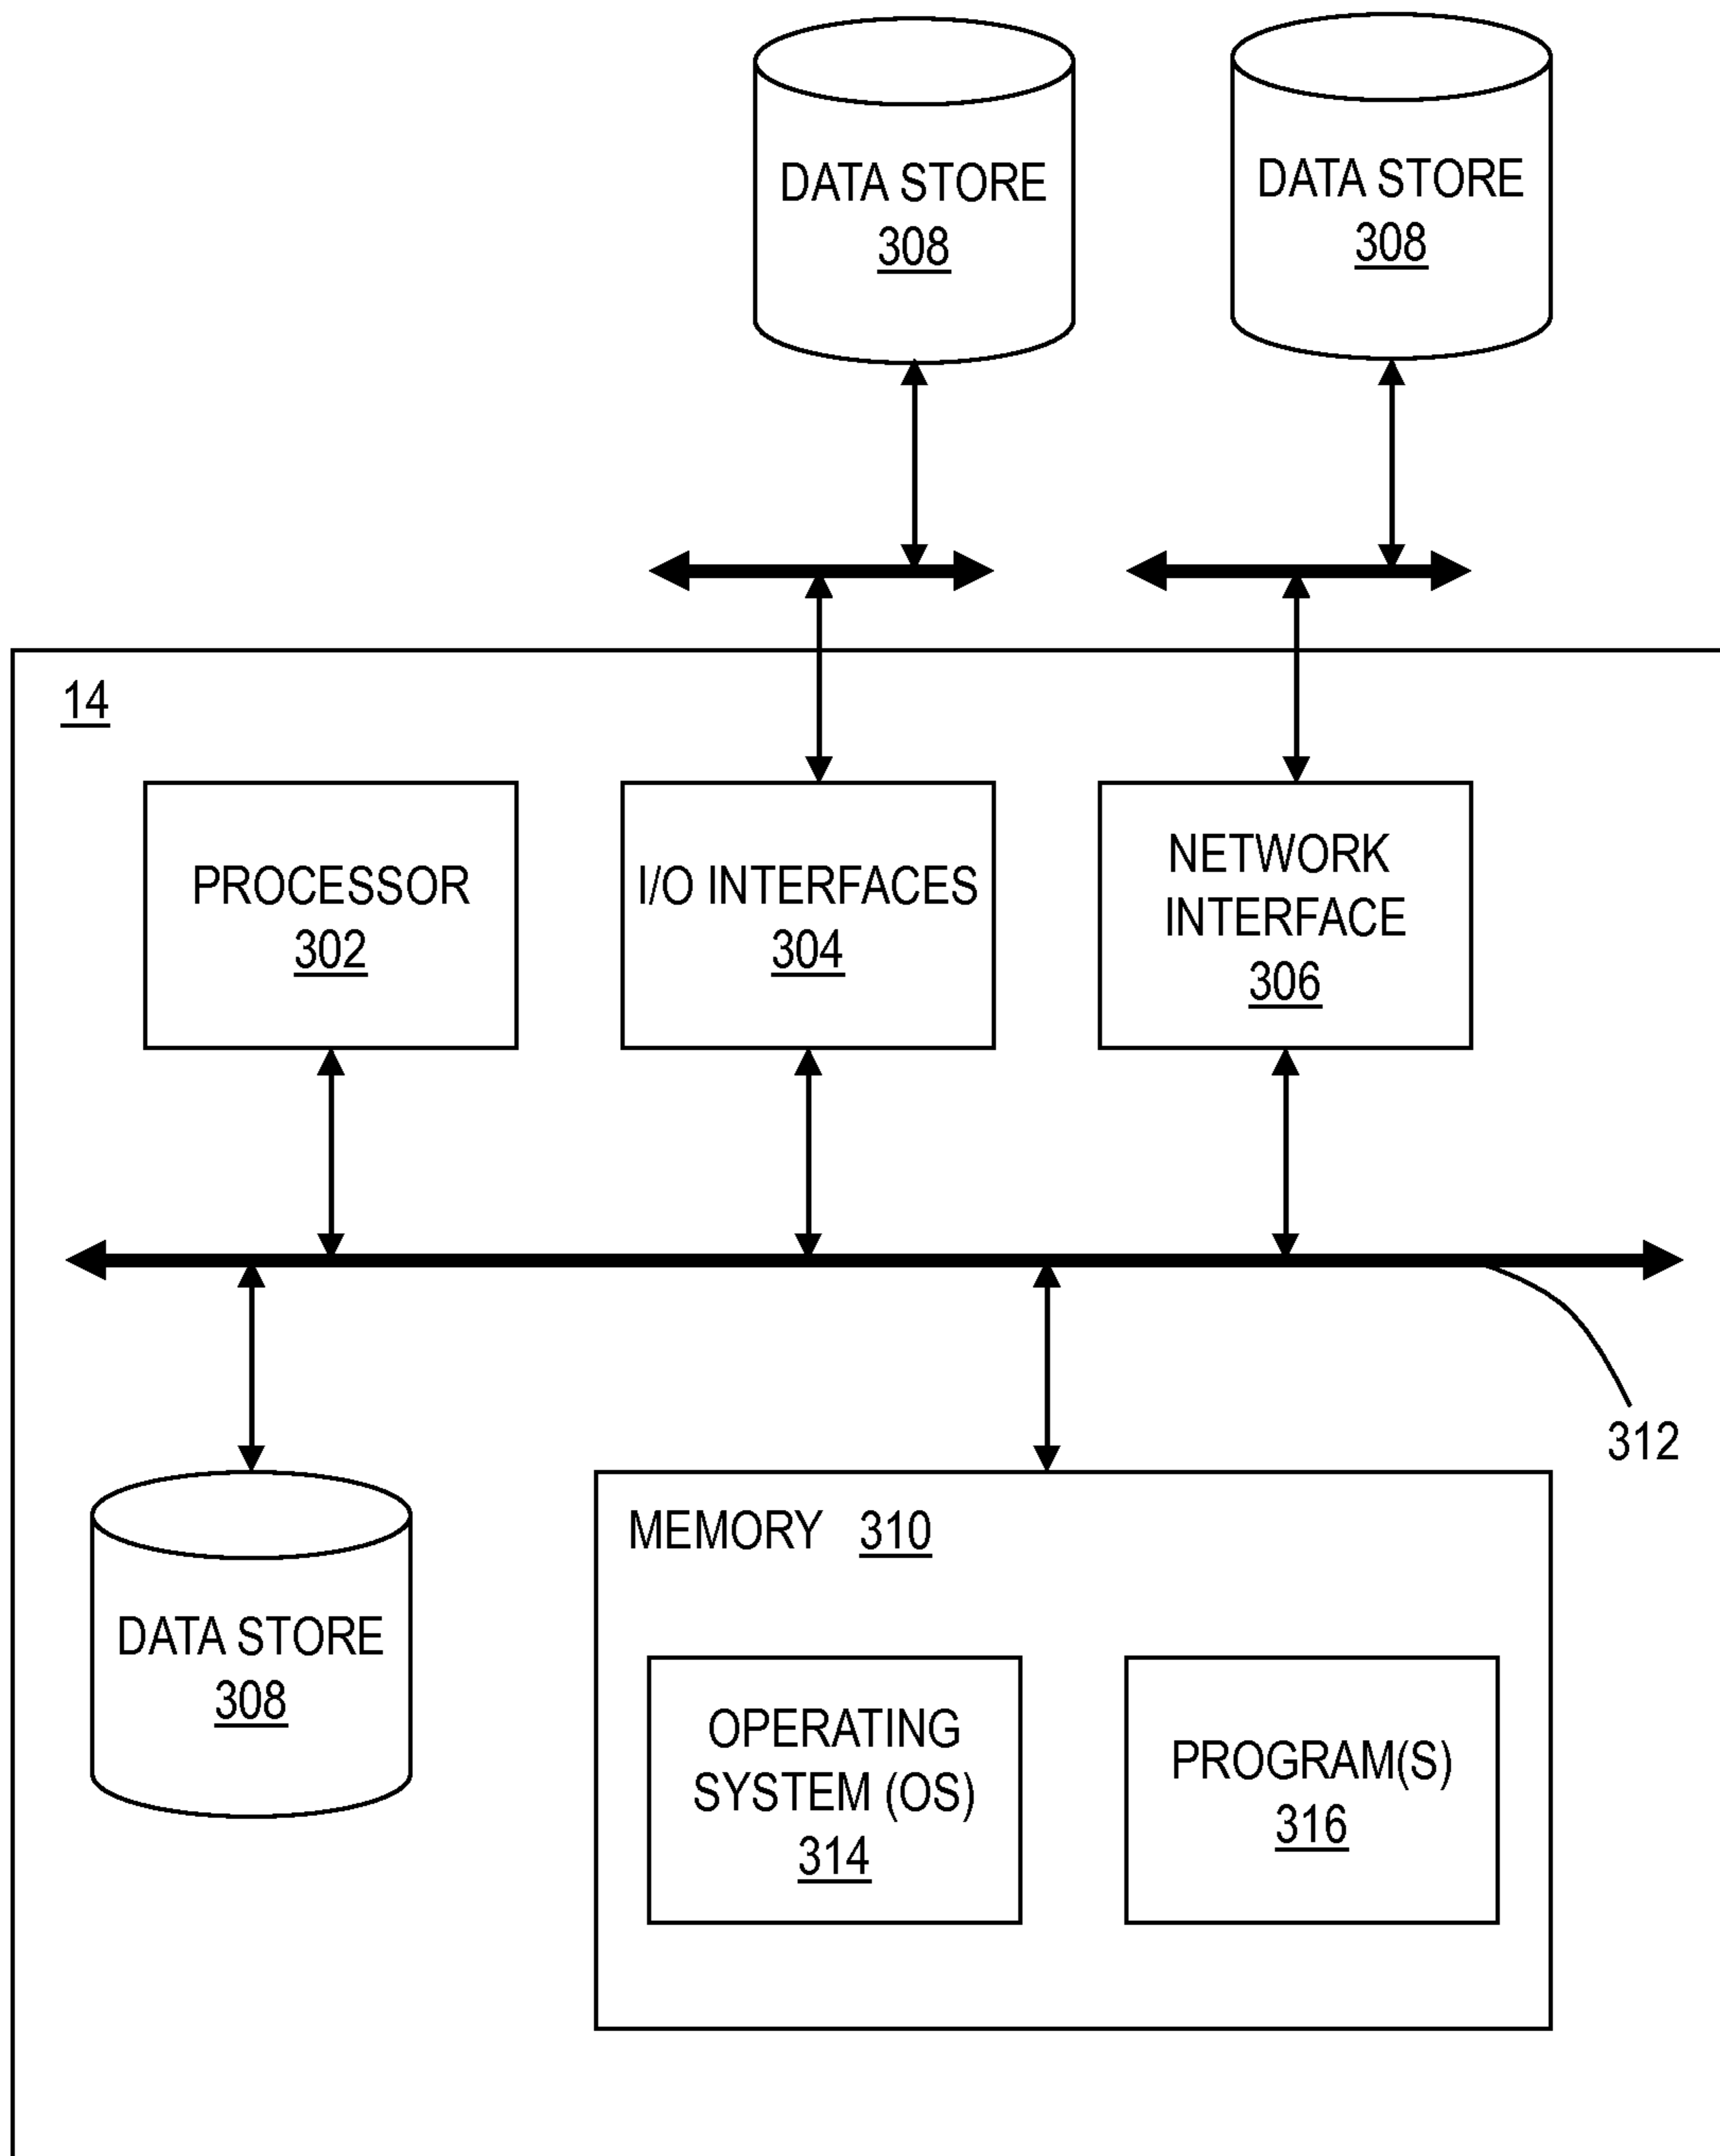 DATA STORE
308
DATA STORE
308
14
PROCESSOR
302
I/O INTERFACES
304
NETWORK
INTERFACE
306
312
MEMORY 310
DATA STORE
308
OPERATING
SYSTEM (OS)
314
PROGRAM(S)
316